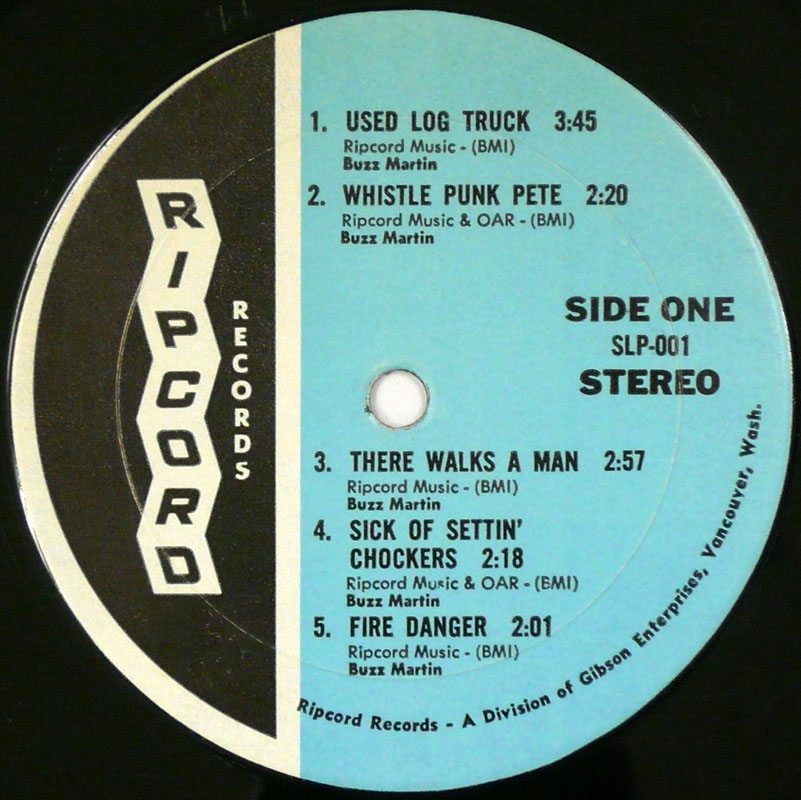 RIPCORD
RECORDS
1. USED LOG TRUCK 3:45
Ripcord Music - (BMI)
Buzz Martin
2. WHISTLE PUNK PETE 2:20
Ripcord Music & OAR - (BMI)
Buzz Martin
SIDE ONE
SLP-001
STEREO
3. THERE WALKS A MAN 2:57
Ripcord Music - (BMI)
Buzz Martin
4. SICK OF SETTIN'
CHOCKERS 2:18
Ripcord Music & OAR - (BMI)
Buzz Martin
5. FIRE DANGER 2:01
Ripcord Music - (BMI)
Buzz Martin
Ripcord Records - A Division of Gibson Enterprises, Vancouver, Wash.